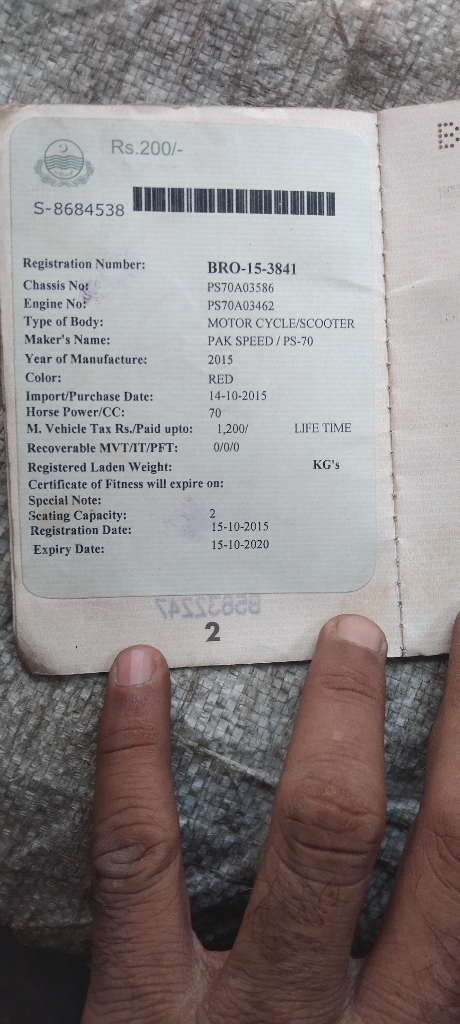 Rs.200/-
S-8684538
Registration Number: BRO-15-3841
Chassis No: PS70A03586
Engine No: PS70A03462
Type of Body: MOTOR CYCLE/SCOOTER
Maker's Name: PAK SPEED / PS-70
Year of Manufacture: 2015
Color: RED
Import/Purchase Date: 14-10-2015
Horse Power/CC: 70
M. Vehicle Tax Rs./Paid upto: 1,200/ LIFE TIME
Recoverable MVT/IT/PFT: 0/0/0
Registered Laden Weight: KG's
Certificate of Fitness will expire on:
Special Note:
Seating Capacity: 2
Registration Date: 15-10-2015
Expiry Date: 15-10-2020
2
B